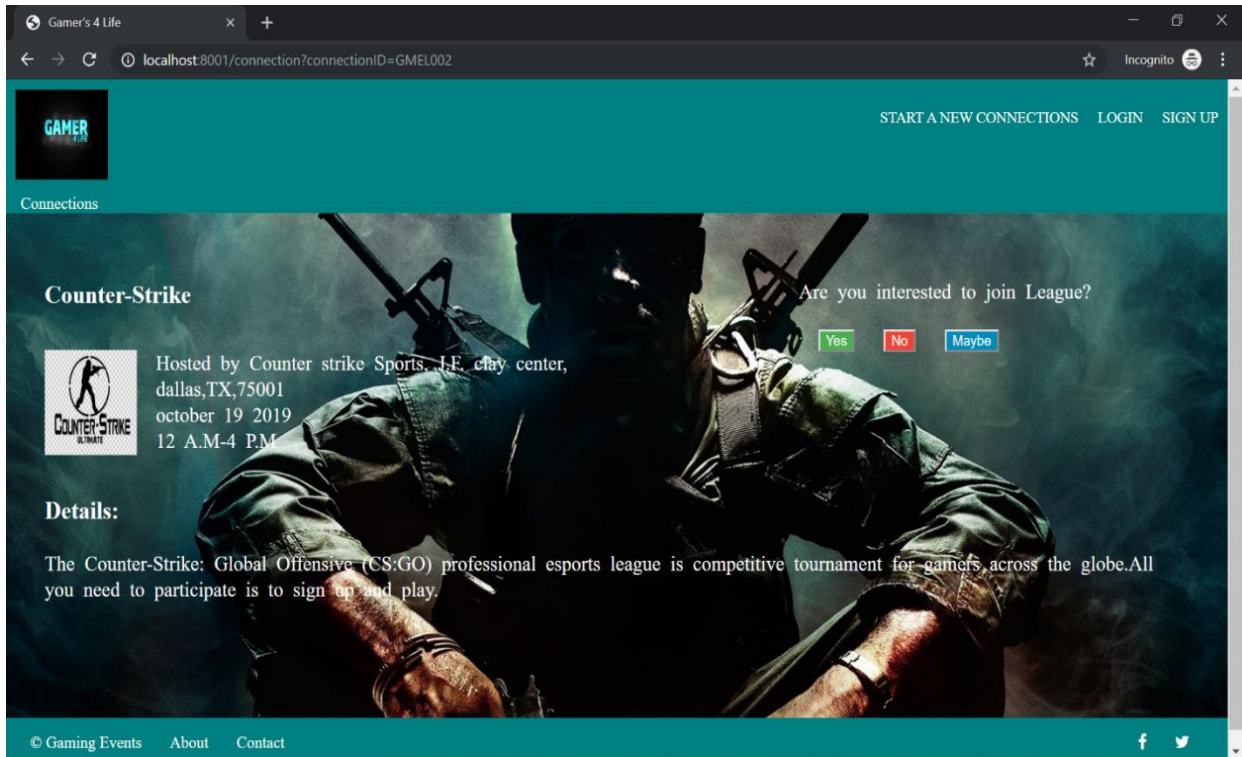 Gamer's 4 Life
localhost:8001/connection?connectionID=GMEL002
Incognito
GAMER
4 LIFE
START A NEW CONNECTIONS LOGIN SIGN UP
Connections
Counter-Strike
Are you interested to join League?
Yes No Maybe
Hosted by Counter strike Sports, J.F. clay center,
dallas,TX,75001
october 19 2019
12 A.M-4 P.M
COUNTER-STRIKE
ULTIMATE
Details:
The Counter-Strike: Global Offensive (CS:GO) professional esports league is competitive tournament for gamers across the globe.All
you need to participate is to sign up and play.
© Gaming Events About Contact